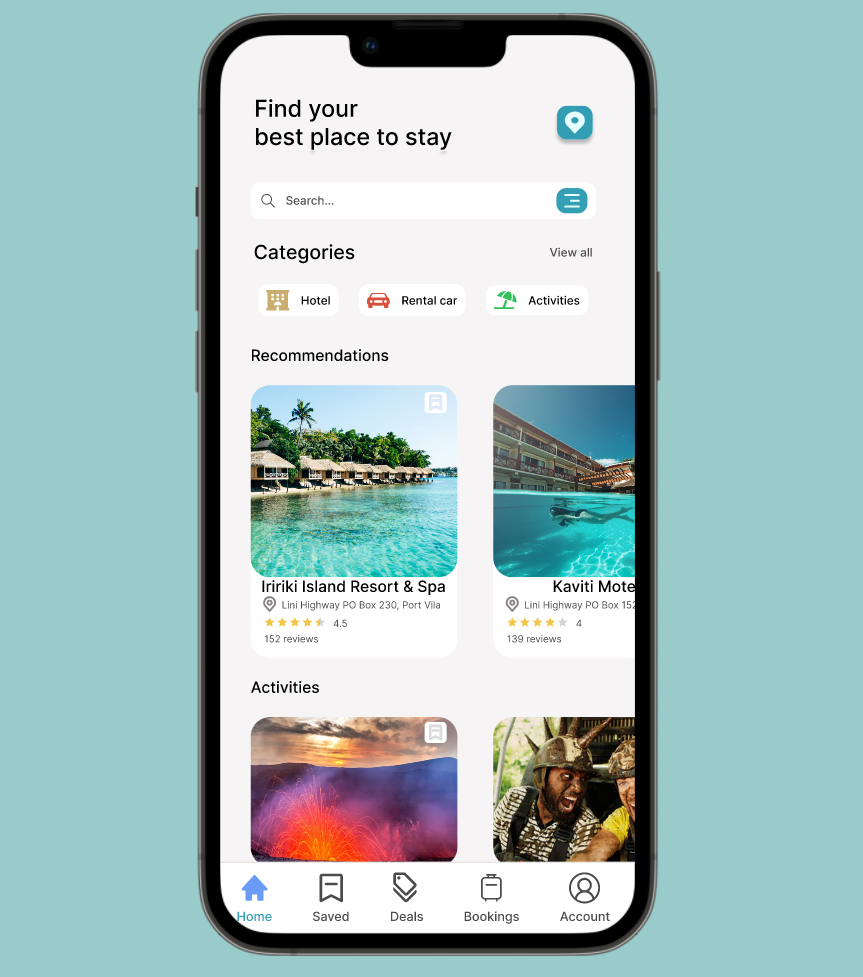 Find your
best place to stay
Search...
Categories
View all
Hotel
Rental car
Activities
Recommendations
Iririki Island Resort & Spa
Lini Highway PO Box 230, Port Vila
4.5
152 reviews
Kaviti Mote
Lini Highway PO Box 152
4
139 reviews
Activities
Home
Saved
Deals
Bookings
Account